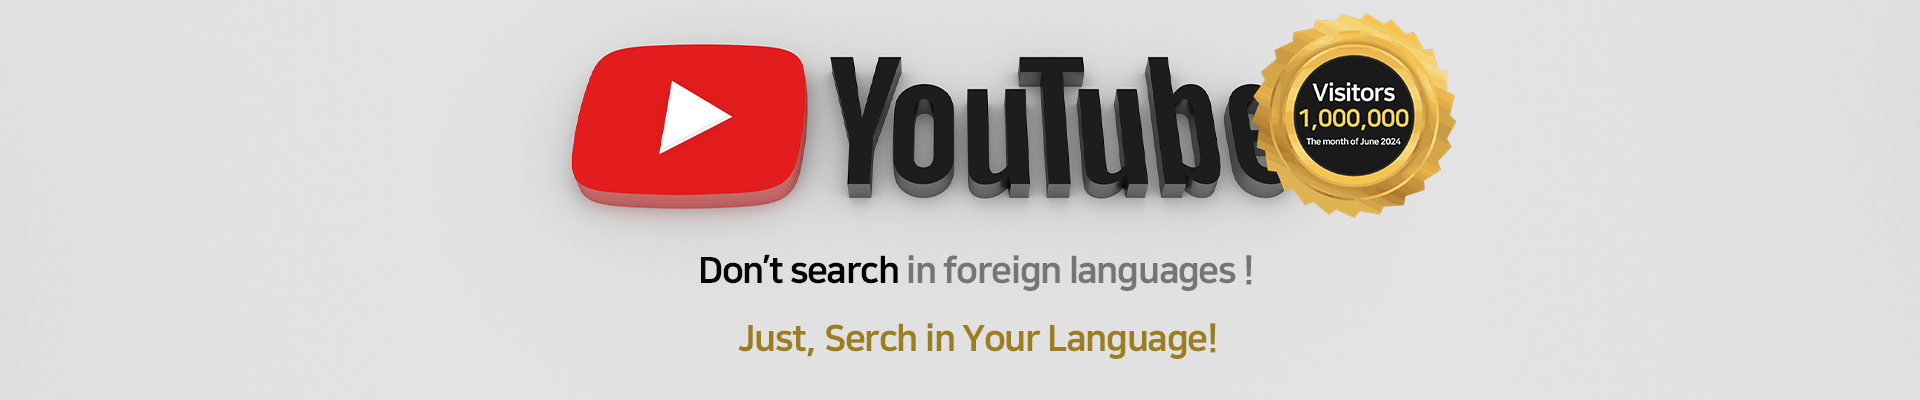 YouTube
Visitors
1,000,000
The month of June 2024
Don't search in foreign languages !
Just, Serch in Your Language!